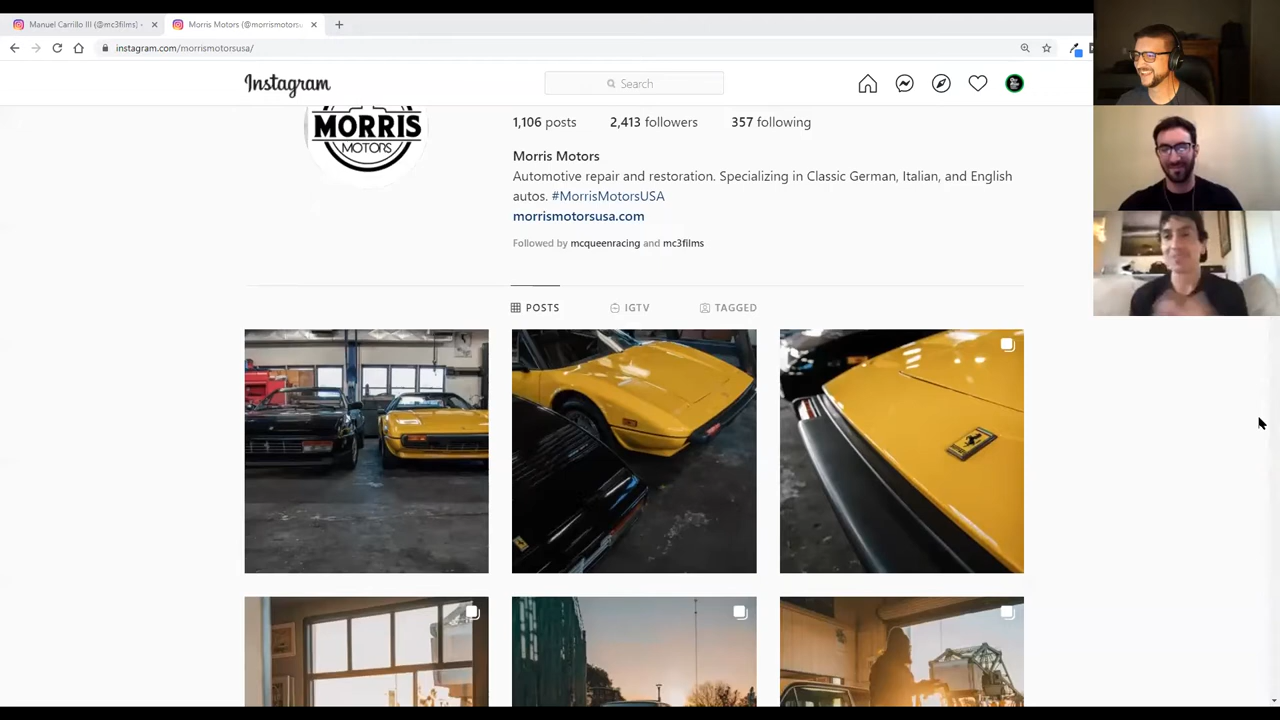 Manuel Carrillo III (@mc3films) ·
Morris Motors (@morrismotorsu
instagram.com/morrismotorsusa/
Instagram
Search
MORRIS
MOTORS
1,106 posts 2,413 followers 357 following
Morris Motors
Automotive repair and restoration. Specializing in Classic German, Italian, and English
autos. #MorrisMotorsUSA
morrismotorsusa.com
Followed by mcqueenracing and mc3films
POSTS IGTV TAGGED